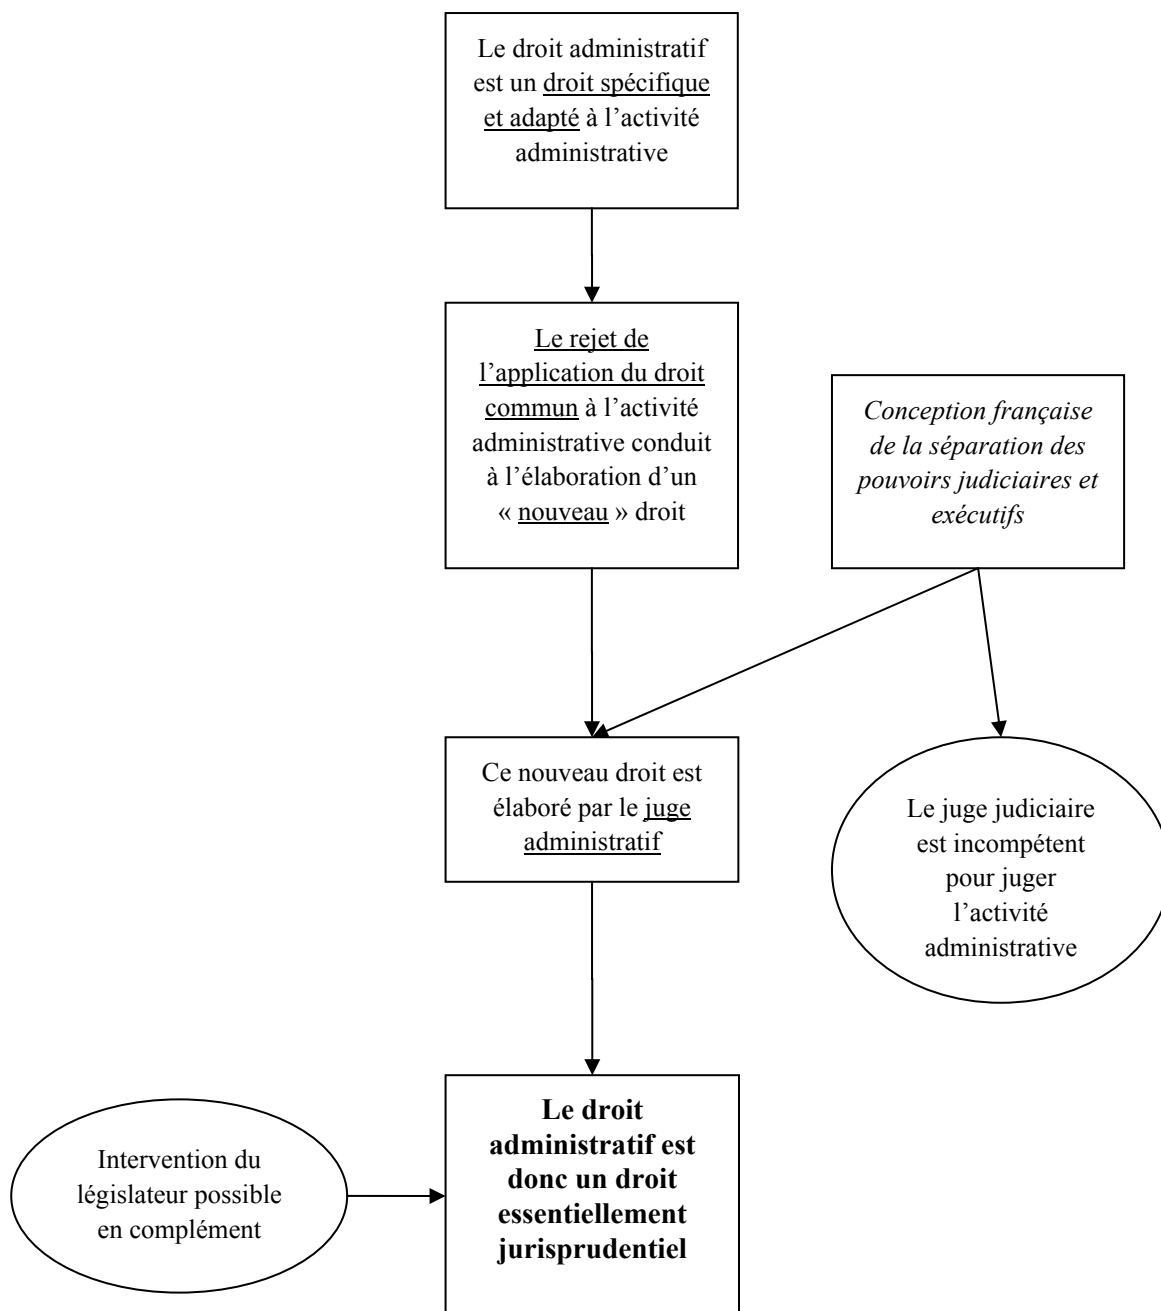 Le droit administratif
est un droit spécifique
et adapté à l’activité
administrative
Le rejet de
l’application du droit
commun à l’activité
administrative conduit
à l’élaboration d’un
« nouveau » droit
Conception française
de la séparation des
pouvoirs judiciaires et
exécutifs
Ce nouveau droit est
élaboré par le juge
administratif
Le juge judiciaire
est incompétent
pour juger
l’activité
administrative
Intervention du
législateur possible
en complément
Le droit
administratif est
donc un droit
essentiellement
jurisprudentiel